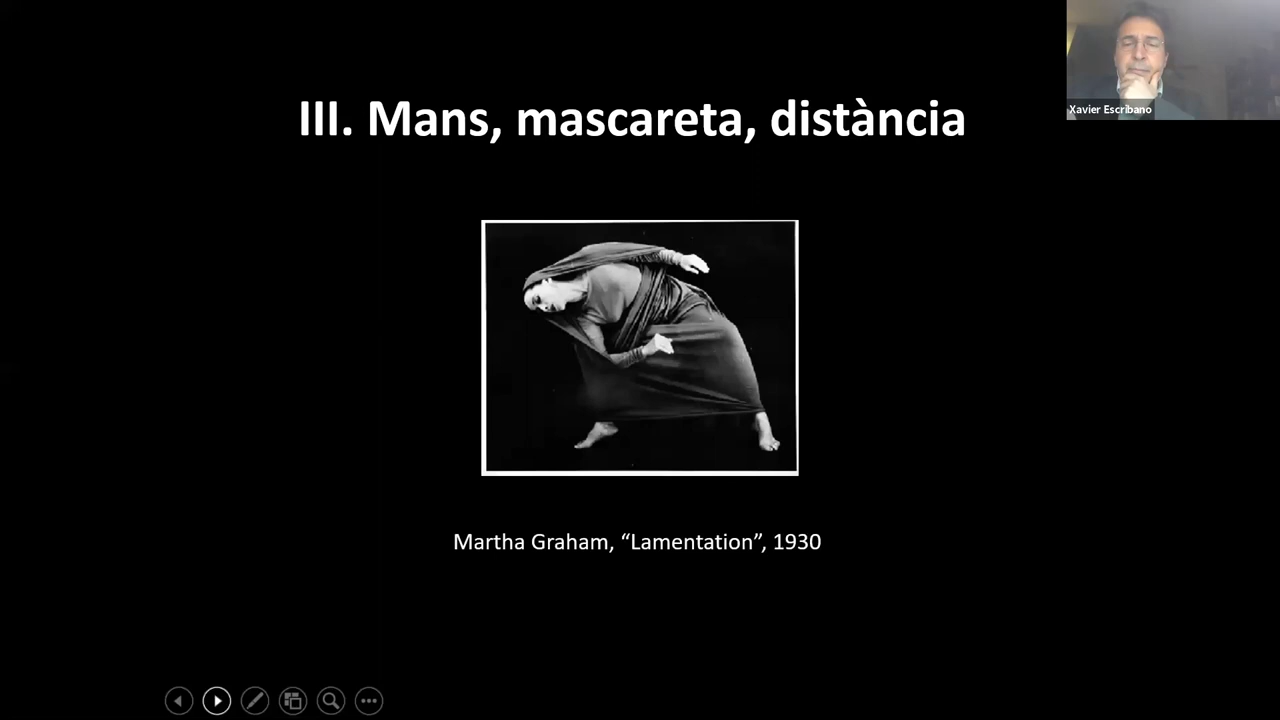 III. Mans, mascareta, distància
Xavier Escribano
Martha Graham, “Lamentation”, 1930